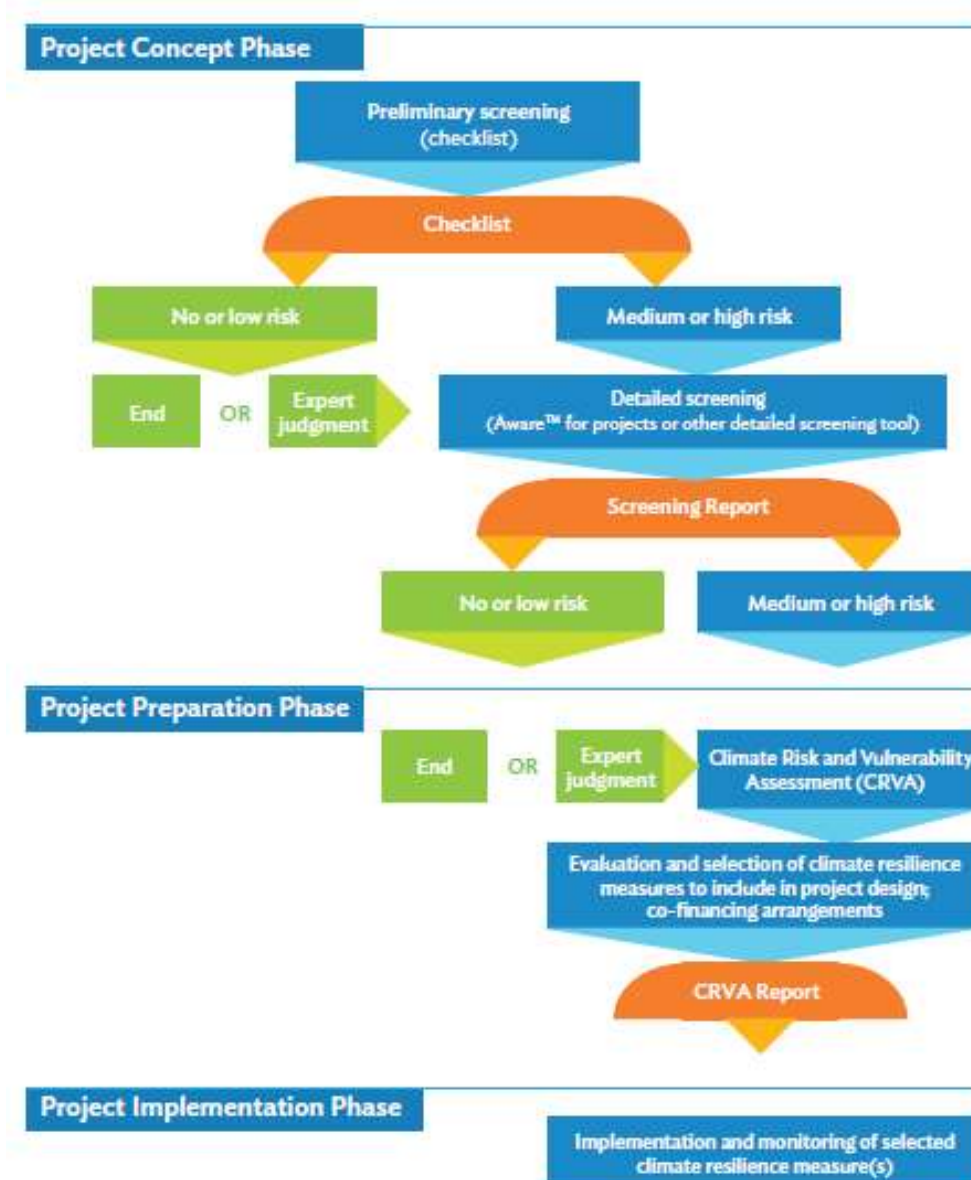 Project Concept Phase
Preliminary screening
(checklist)
Checklist
No or low risk
Medium or high risk
End
OR
Expert
judgment
Detailed screening
(Aware™ for projects or other detailed screening tool)
Screening Report
No or low risk
Medium or high risk
Project Preparation Phase
End
OR
Expert
judgment
Climate Risk and Vulnerability
Assessment (CRVA)
Evaluation and selection of climate resilience
measures to include in project design;
co-financing arrangements
CRVA Report
Project Implementation Phase
Implementation and monitoring of selected
climate resilience measure(s)